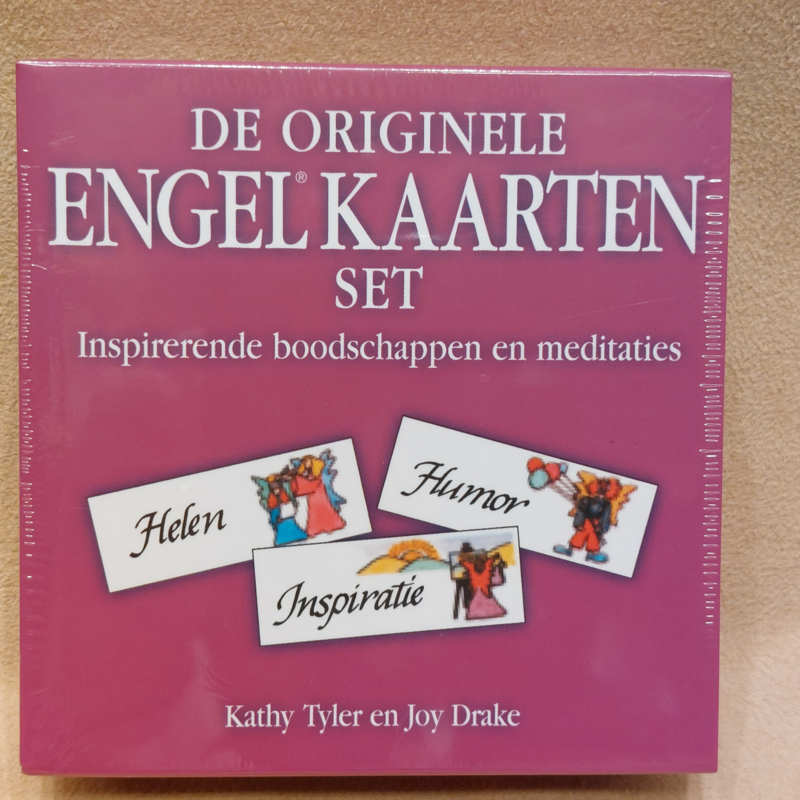 DE ORIGINELE
ENGEL® KAARTEN
SET
Inspirerende boodschappen en meditaties
Helen
Humor
Inspiratie
Kathy Tyler en Joy Drake